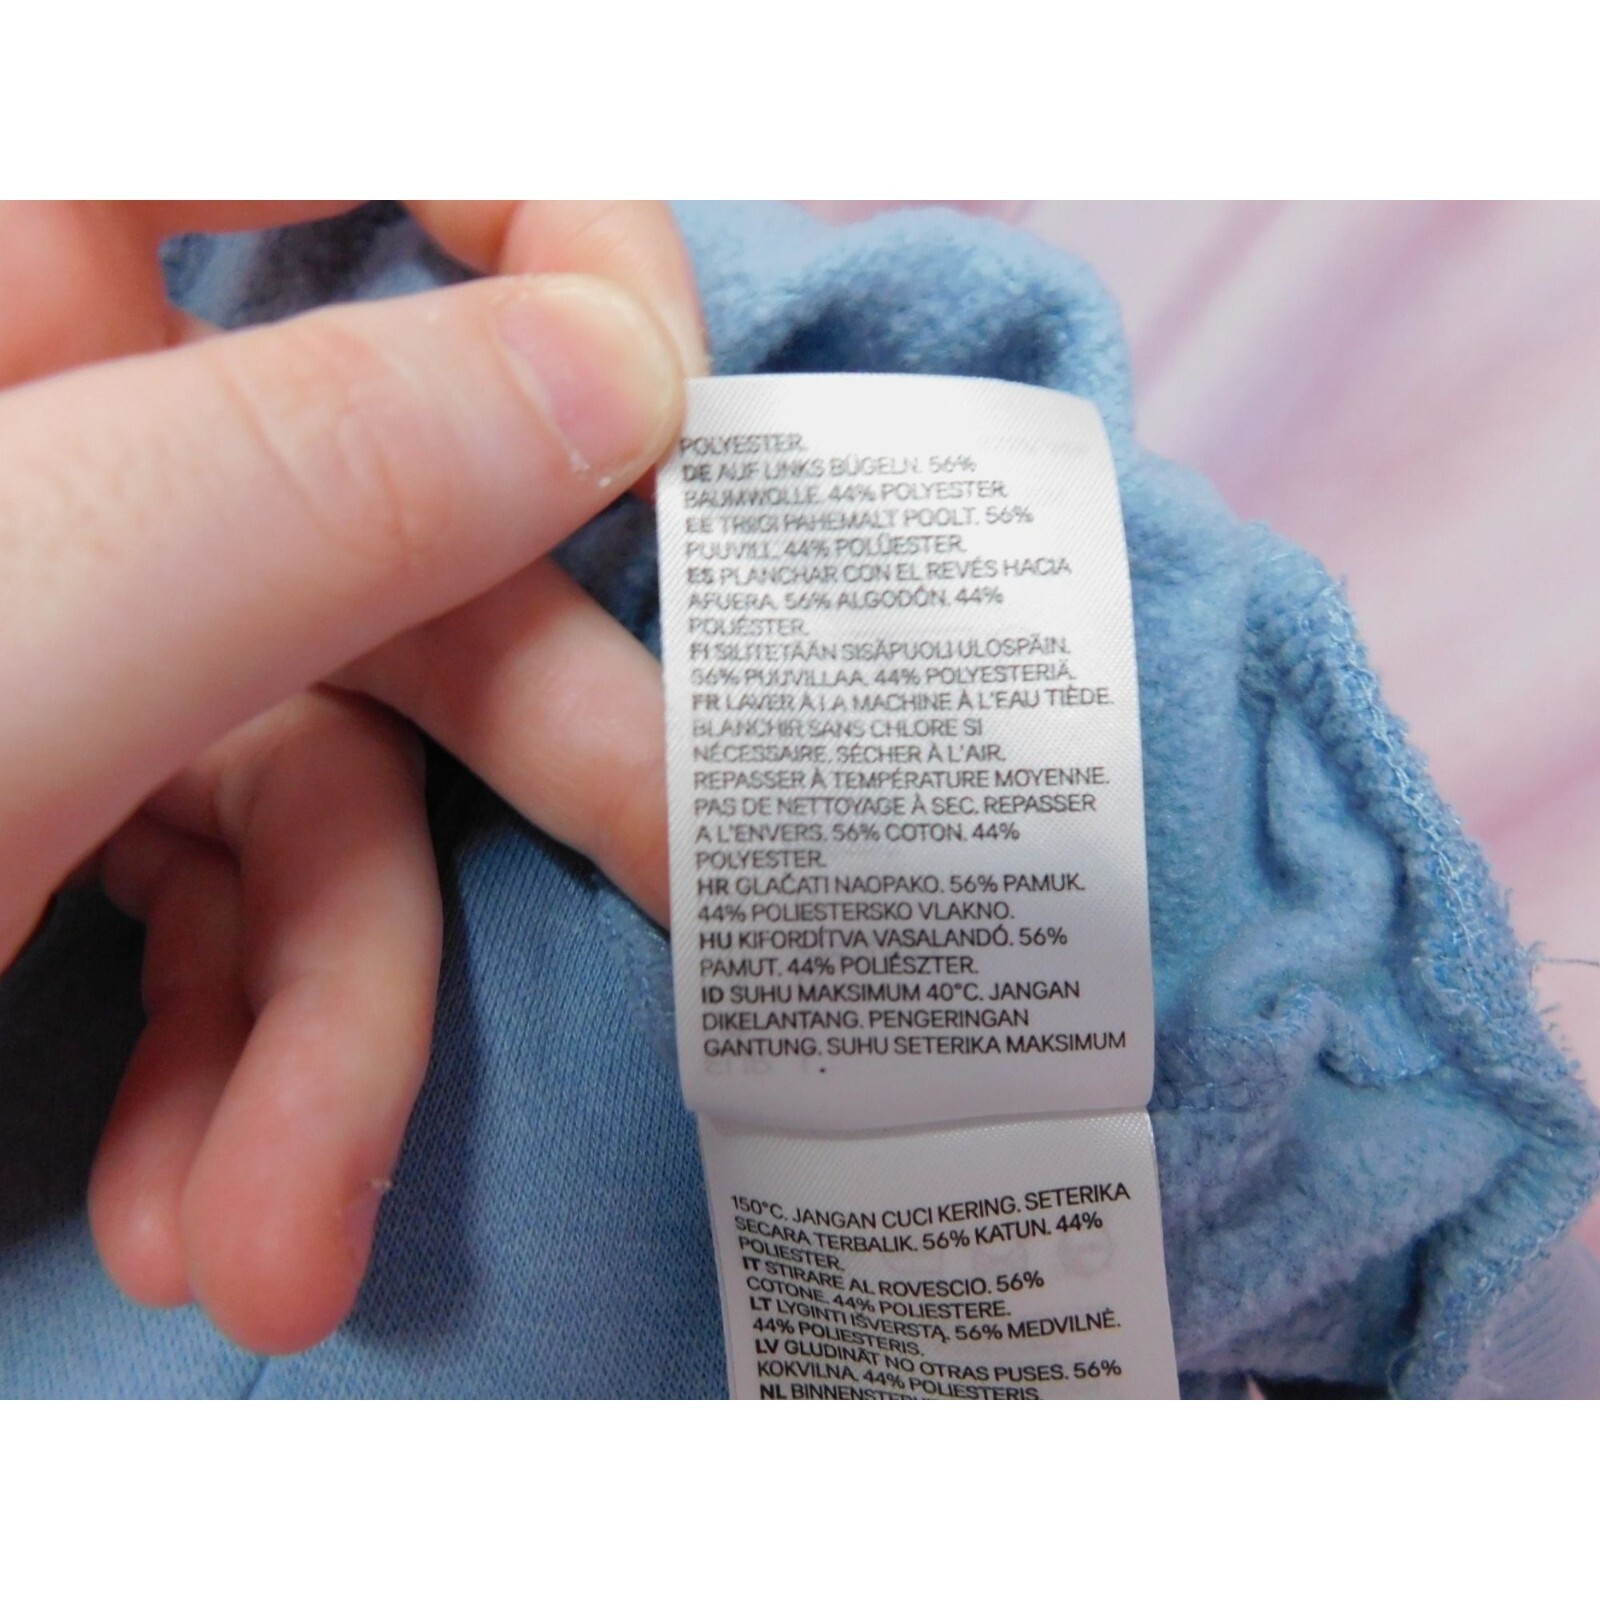 POLYESTER.
DE AUF LINKS BÜGELN. 56%
BAUMWOLLE. 44% POLYESTER.
EE TRIIGI PAHEMALT POOLT. 56%
PUUVILL. 44% POLÜESTER.
ES PLANCHAR CON EL REVÉS HACIA
AFUERA. 56% ALGODÓN. 44%
POLIÉSTER.
FI SILITETÄÄN SISÄPUOLI ULOSPÄIN.
56% PUUVILLAA. 44% POLYESTERIÄ.
FR LAVER À LA MACHINE À L'EAU TIÈDE.
BLANCHIR SANS CHLORE SI
NÉCESSAIRE. SÉCHER À L'AIR.
REPASSER À TEMPÉRATURE MOYENNE.
PAS DE NETTOYAGE À SEC. REPASSER
A L'ENVERS. 56% COTON. 44%
POLYESTER.
HR GLAČATI NAOPAKO. 56% PAMUK.
44% POLIESTERSKO VLAKNO.
HU KIFORDÍTVA VASALANDÓ. 56%
PAMUT. 44% POLIÉSZTER.
ID SUHU MAKSIMUM 40°C. JANGAN
DIKELANTANG. PENGERINGAN
GANTUNG. SUHU SETERIKA MAKSIMUM
150°C. JANGAN CUCI KERING. SETERIKA
SECARA TERBALIK. 56% KATUN. 44%
POLIESTER.
IT STIRARE AL ROVESCIO. 56%
COTONE. 44% POLIESTERE.
LT LYGINTI IŠVERSTĄ. 56% MEDVILNĖ.
44% POLIESTERIS.
LV GLUDINĀT NO OTRAS PUSES. 56%
KOKVILNA. 44% POLIESTERIS.
NL